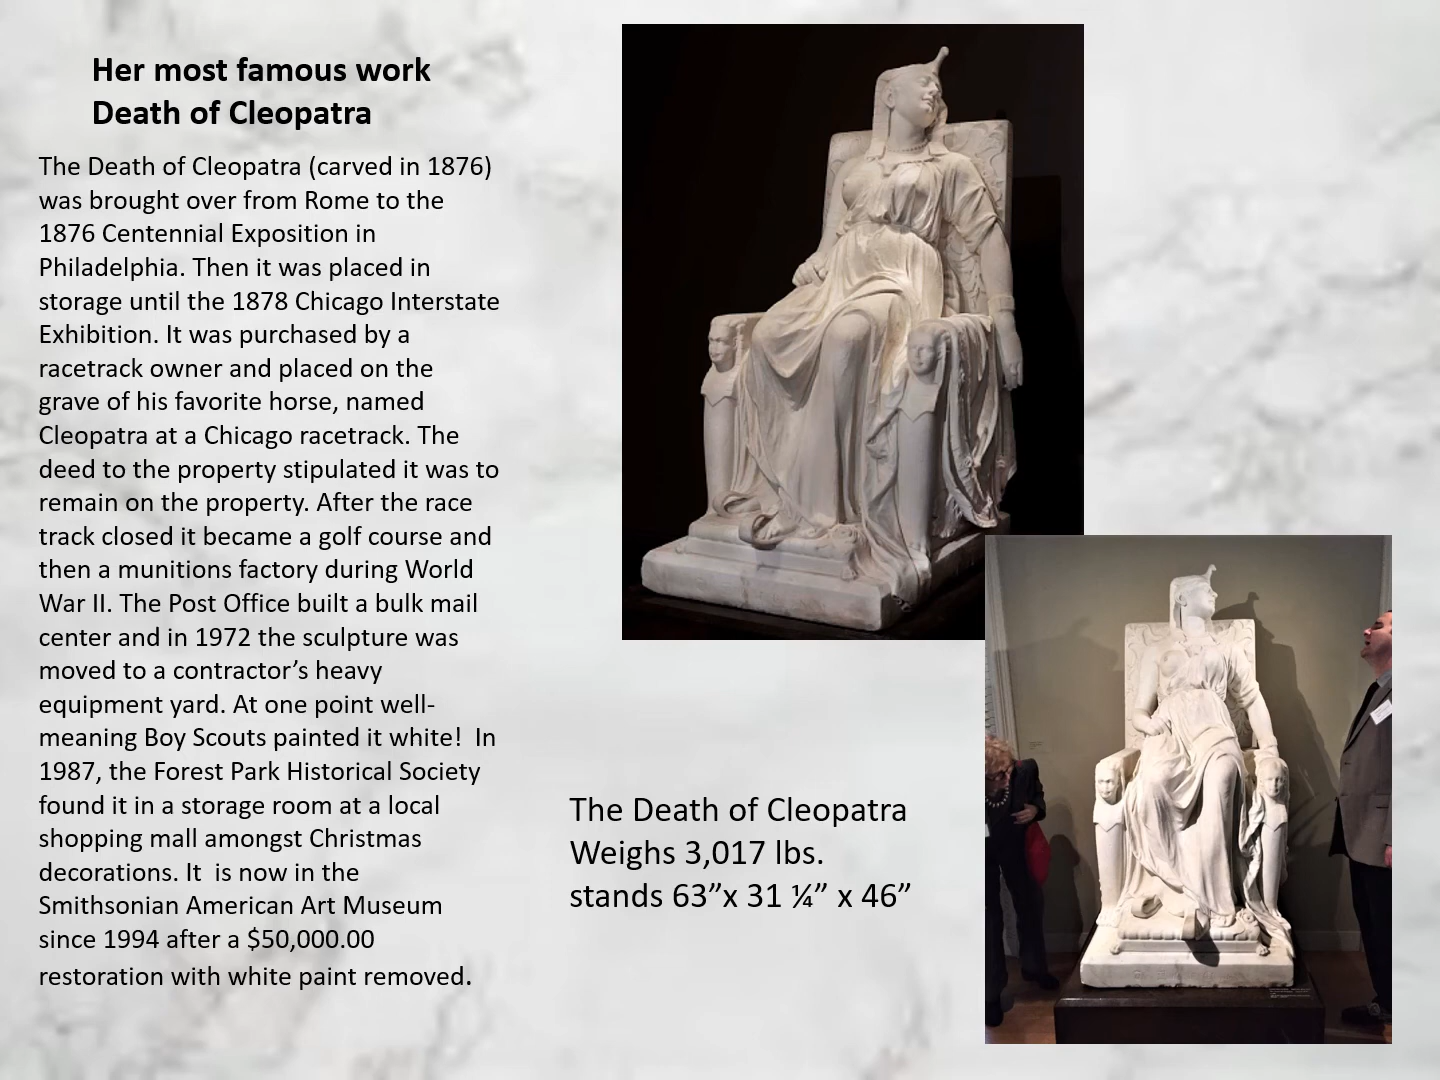 Her most famous work
Death of Cleopatra
The Death of Cleopatra (carved in 1876)
was brought over from Rome to the
1876 Centennial Exposition in
Philadelphia. Then it was placed in
storage until the 1878 Chicago Interstate
Exhibition. It was purchased by a
racetrack owner and placed on the
grave of his favorite horse, named
Cleopatra at a Chicago racetrack. The
deed to the property stipulated it was to
remain on the property. After the race
track closed it became a golf course and
then a munitions factory during World
War II. The Post Office built a bulk mail
center and in 1972 the sculpture was
moved to a contractor’s heavy
equipment yard. At one point well-
meaning Boy Scouts painted it white!  In
1987, the Forest Park Historical Society
found it in a storage room at a local
shopping mall amongst Christmas
decorations. It  is now in the
Smithsonian American Art Museum
since 1994 after a $50,000.00
restoration with white paint removed.
The Death of Cleopatra
Weighs 3,017 lbs.
stands 63”x 31 ¼” x 46”